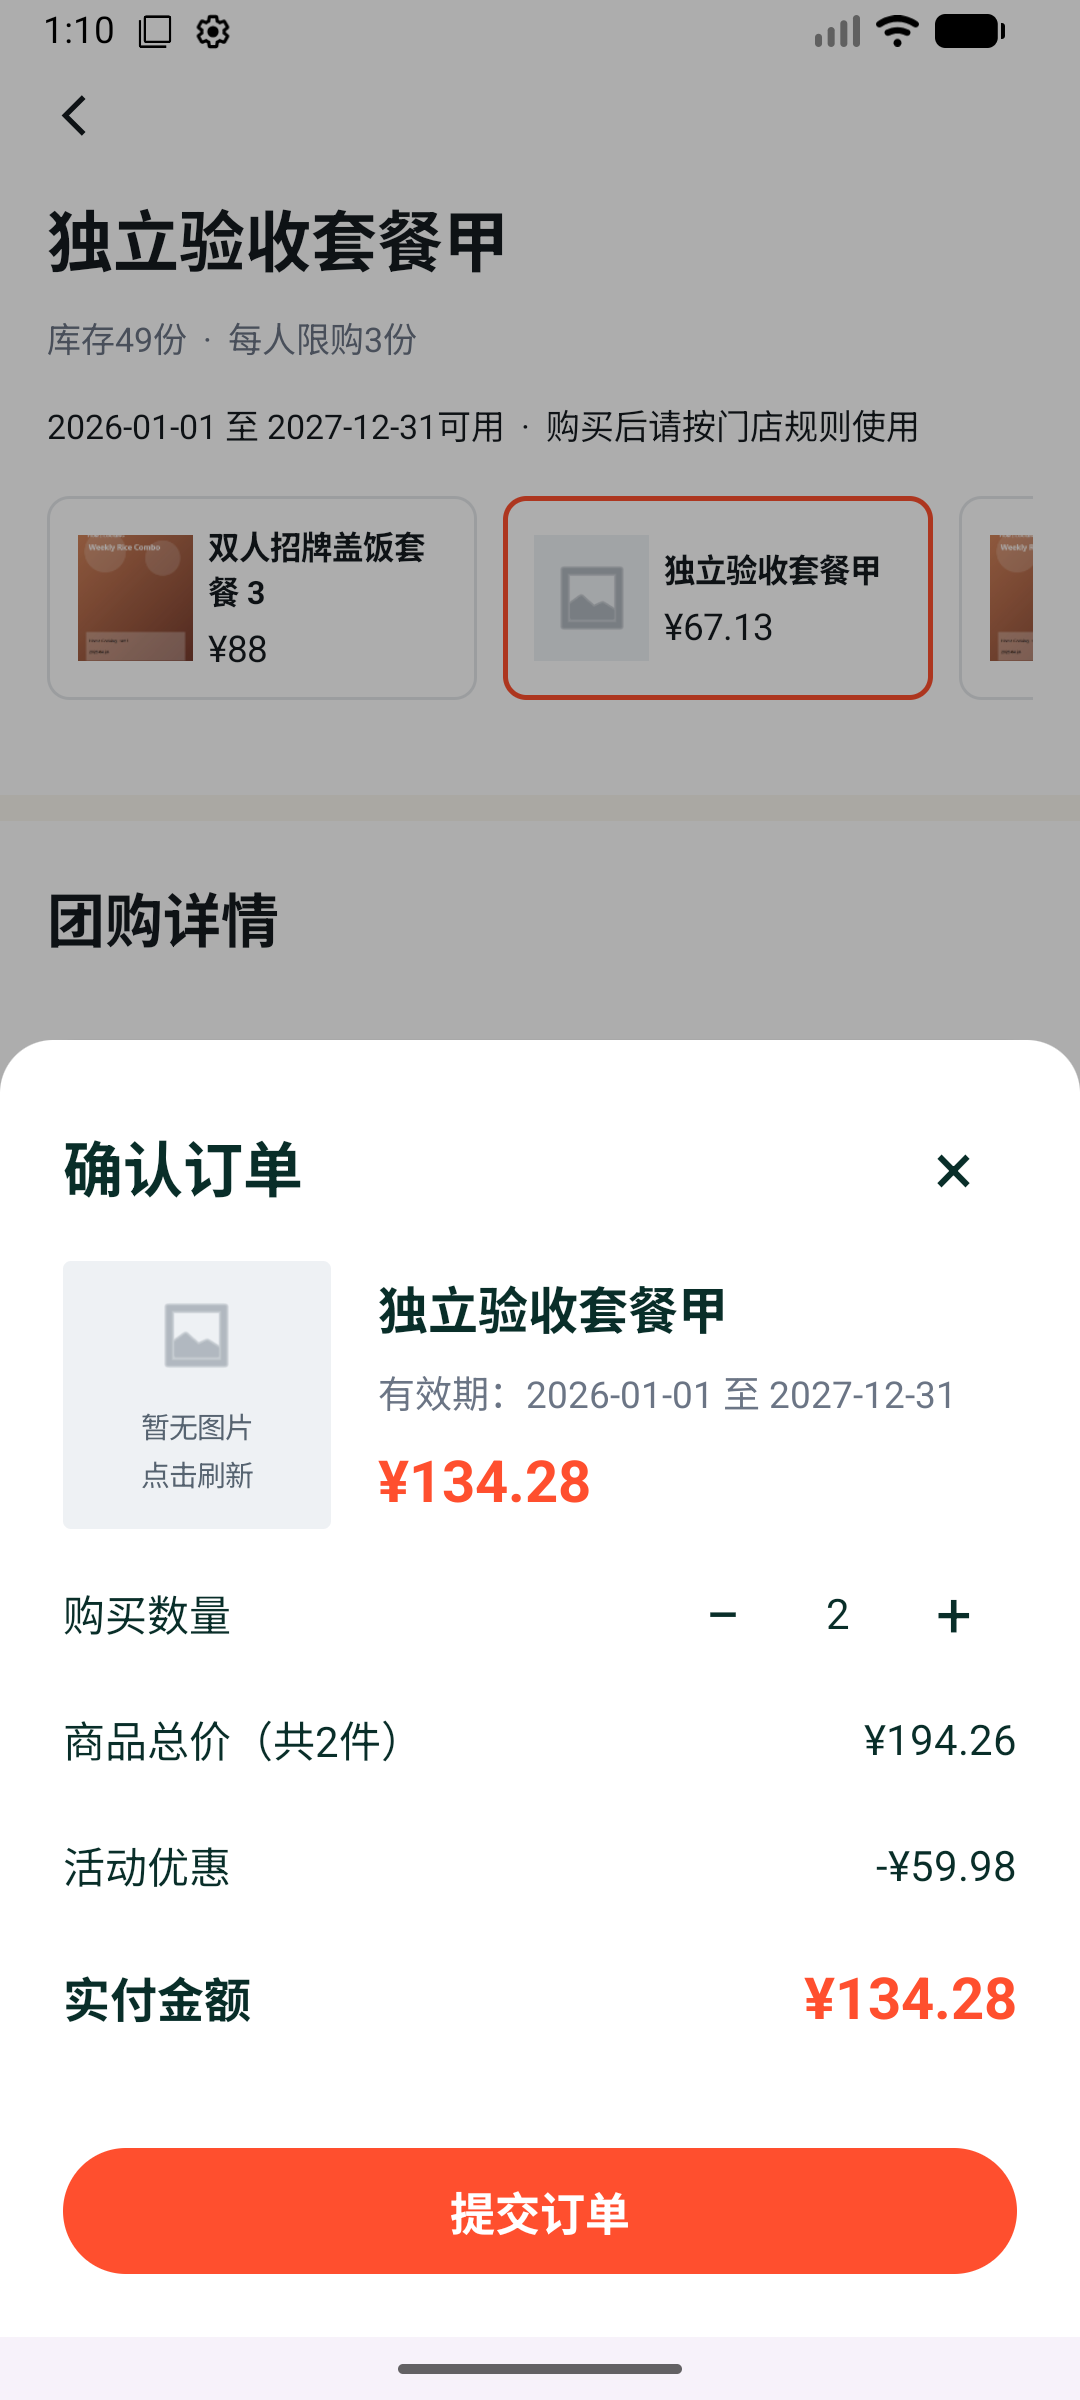 1:10
独立验收套餐甲
库存49份 · 每人限购3份
2026-01-01 至 2027-12-31可用 · 购买后请按门店规则使用
Weekly Rice Combo
双人招牌盖饭套
餐 3
¥88
独立验收套餐甲
¥67.13
Weekly R
团购详情
确认订单
暂无图片
点击刷新
独立验收套餐甲
有效期：2026-01-01 至 2027-12-31
¥134.28
购买数量
− 2 +
商品总价（共2件）
¥194.26
活动优惠
-¥59.98
实付金额
¥134.28
提交订单